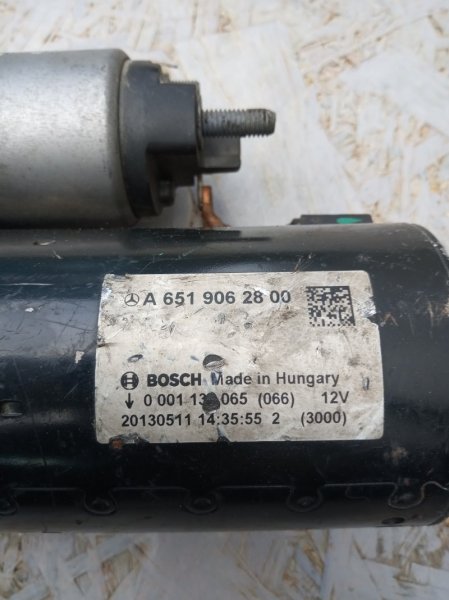 A 651 906 28 00
BOSCH Made in Hungary
0 001 065 (066) 12V
20130511 14:35:55 2 (3000)